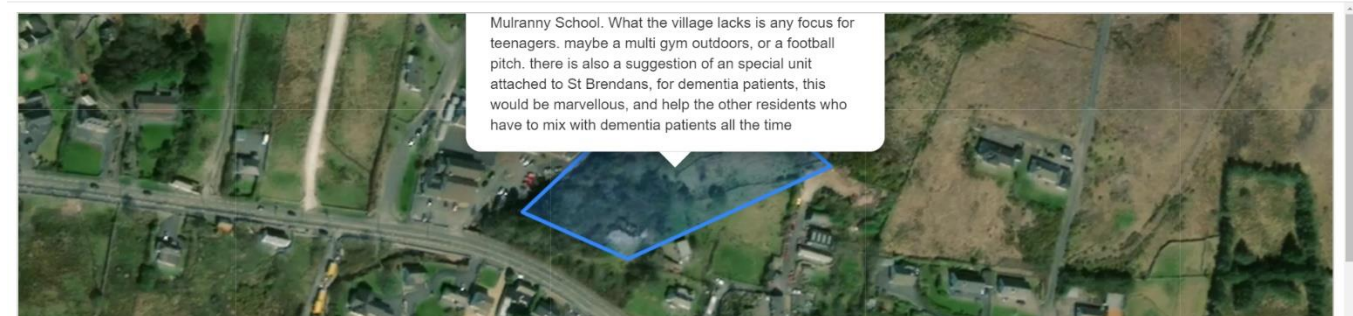 Mulranny School. What the village lacks is any focus for
teenagers. maybe a multi gym outdoors, or a football
pitch. there is also a suggestion of an special unit
attached to St Brendans, for dementia patients, this
would be marvellous, and help the other residents who
have to mix with dementia patients all the time